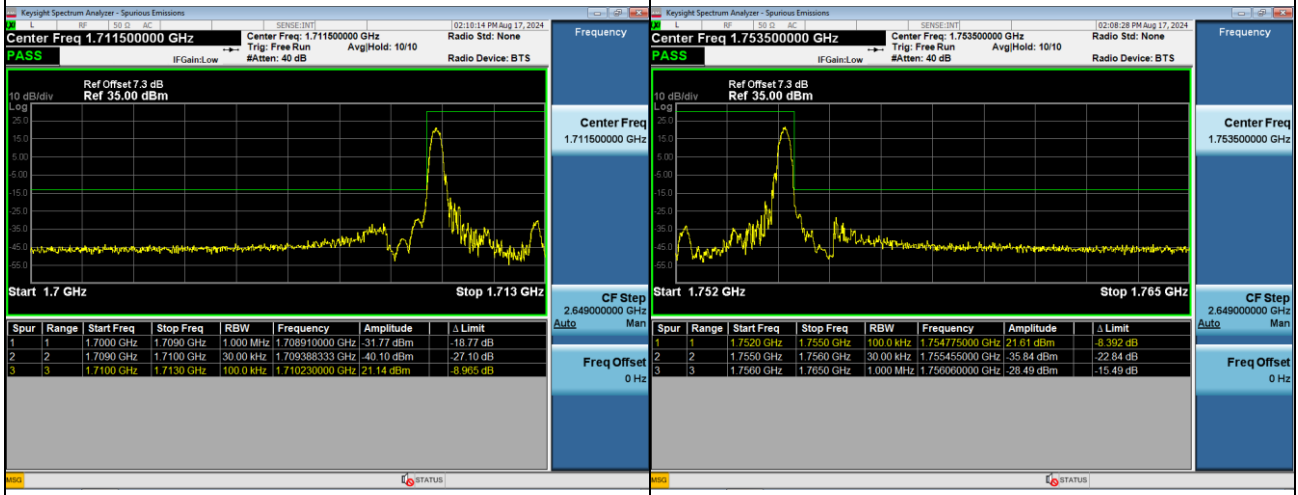 Keysight Spectrum Analyzer - Spurious Emissions
L RF 50 Ω AC SENSE:INT 02:10:14 PM Aug 17, 2024
Center Freq 1.711500000 GHz
Center Freq: 1.711500000 GHz
Radio Std: None
Trig: Free Run Avg|Hold: 10/10
PASS
IFGain:Low
#Atten: 40 dB
Radio Device: BTS
Ref Offset 7.3 dB
10 dB/div Ref 35.00 dBm
Log
25.0
15.0
5.00
-5.00
-15.0
-25.0
-35.0
-45.0
-55.0
Start 1.7 GHz Stop 1.713 GHz
Spur Range Start Freq Stop Freq RBW Frequency Amplitude Δ Limit
1 1 1.7000 GHz 1.7090 GHz 1.000 MHz 1.708910000 GHz -31.77 dBm -18.77 dB
2 2 1.7090 GHz 1.7100 GHz 30.00 kHz 1.709388333 GHz -40.10 dBm -27.10 dB
3 3 1.7100 GHz 1.7130 GHz 100.0 kHz 1.710230000 GHz 21.14 dBm -8.965 dB
MSG STATUS
Frequency
Center Freq
1.711500000 GHz
CF Step
2.649000000 GHz
Auto Man
Freq Offset
0 Hz
Keysight Spectrum Analyzer - Spurious Emissions
L RF 50 Ω AC SENSE:INT 02:08:28 PM Aug 17, 2024
Center Freq 1.753500000 GHz
Center Freq: 1.753500000 GHz
Radio Std: None
Trig: Free Run Avg|Hold: 10/10
PASS
IFGain:Low
#Atten: 40 dB
Radio Device: BTS
Ref Offset 7.3 dB
10 dB/div Ref 35.00 dBm
Log
25.0
15.0
5.00
-5.00
-15.0
-25.0
-35.0
-45.0
-55.0
Start 1.752 GHz Stop 1.765 GHz
Spur Range Start Freq Stop Freq RBW Frequency Amplitude Δ Limit
1 1 1.7520 GHz 1.7550 GHz 100.0 kHz 1.754775000 GHz 21.61 dBm -8.392 dB
2 2 1.7550 GHz 1.7560 GHz 30.00 kHz 1.755455000 GHz -35.84 dBm -22.84 dB
3 3 1.7560 GHz 1.7650 GHz 1.000 MHz 1.756060000 GHz -28.49 dBm -15.49 dB
MSG STATUS
Frequency
Center Freq
1.753500000 GHz
CF Step
2.649000000 GHz
Auto Man
Freq Offset
0 Hz